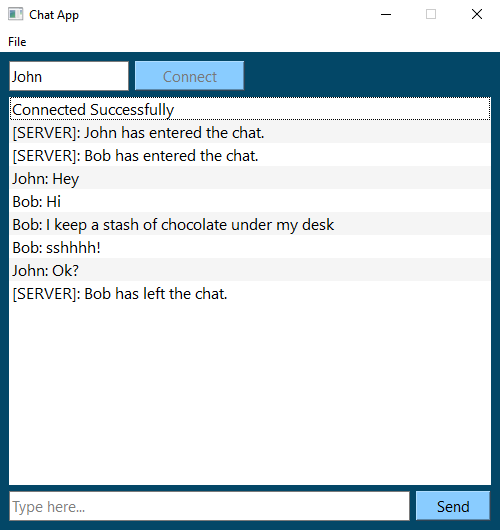 Chat App
File
John Connect
Connected Successfully
[SERVER]: John has entered the chat.
[SERVER]: Bob has entered the chat.
John: Hey
Bob: Hi
Bob: I keep a stash of chocolate under my desk
Bob: sshhhh!
John: Ok?
[SERVER]: Bob has left the chat.
Type here... Send